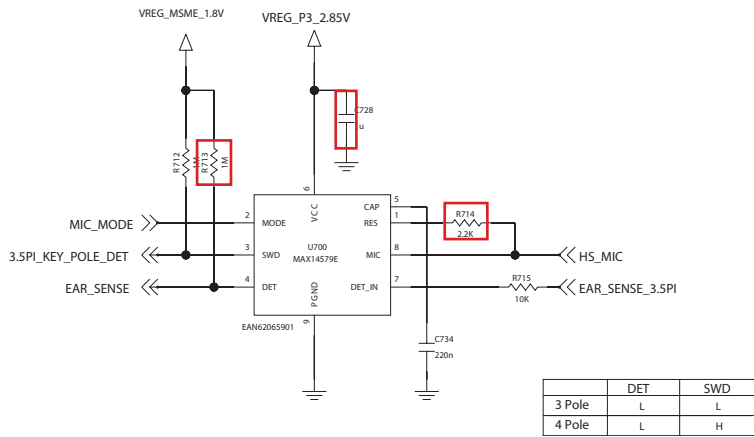 VREG_MSME_1.8V
VREG_P3_2.85V
C728
u
R712
1M
R713
1M
6
VCC
CAP
5
MIC_MODE
2
MODE
RES
1
R714
2.2K
U700
MAX14579E
3.5PI_KEY_POLE_DET
3
SWD
MIC
8
HS_MIC
EAR_SENSE
4
DET
DET_IN
7
R715
10K
EAR_SENSE_3.5PI
PGND
9
EAN62065901
C734
220n
DET SWD
3 Pole L L
4 Pole L H